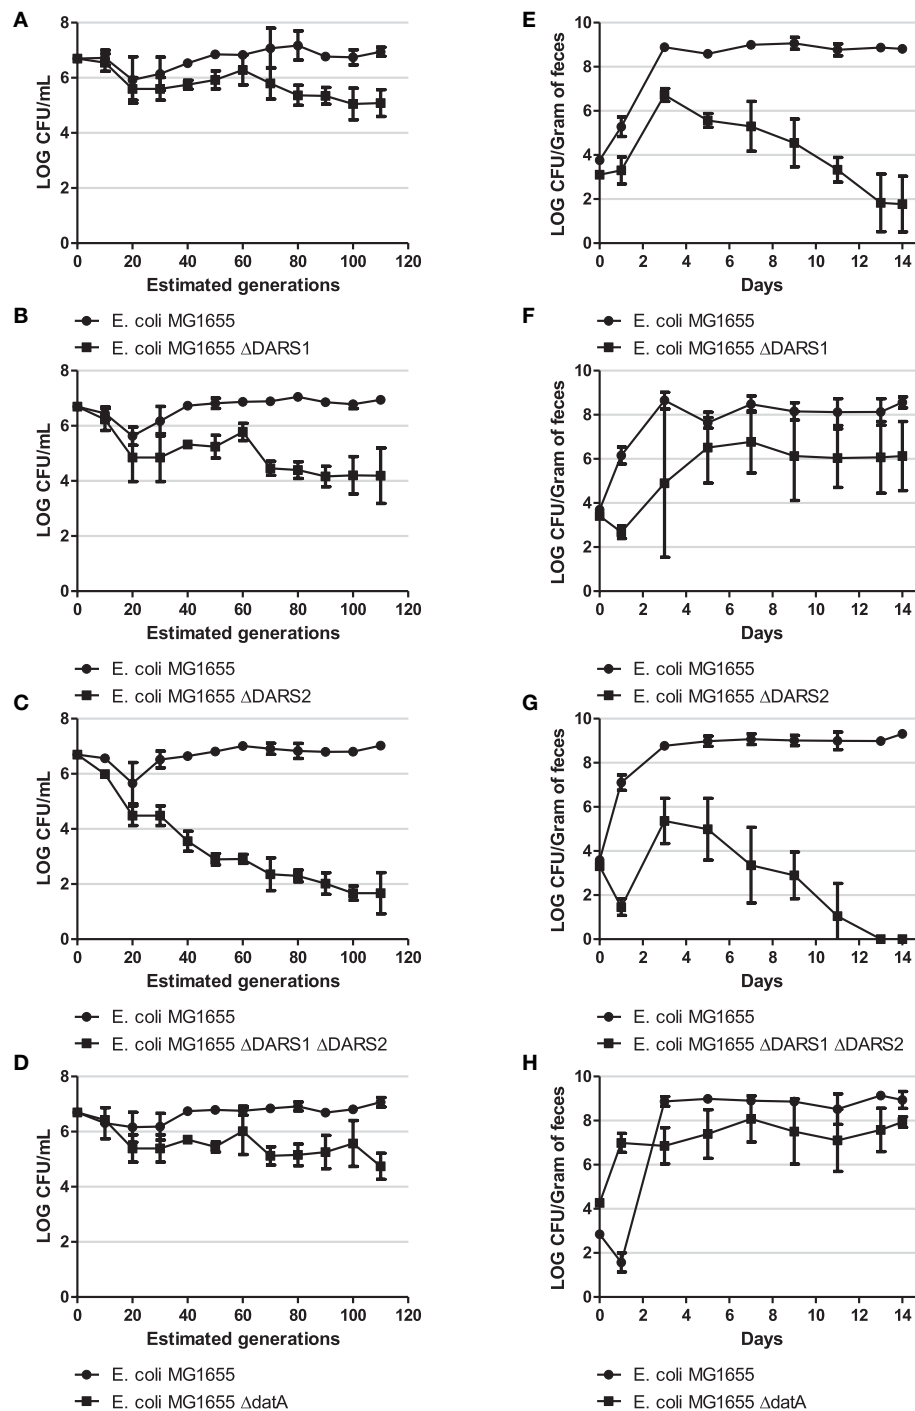 A
8
6
4
2
0
LOG CFU/mL
0 20 40 60 80 100 120
Estimated generations
E. coli MG1655
E. coli MG1655 ΔDARS1
E
10
8
6
4
2
0
LOG CFU/Gram of feces
0 2 4 6 8 10 12 14
Days
E. coli MG1655
E. coli MG1655 ΔDARS1
B
8
6
4
2
0
LOG CFU/mL
0 20 40 60 80 100 120
Estimated generations
E. coli MG1655
E. coli MG1655 ΔDARS2
F
10
8
6
4
2
0
LOG CFU/Gram of feces
0 2 4 6 8 10 12 14
Days
E. coli MG1655
E. coli MG1655 ΔDARS2
C
8
6
4
2
0
LOG CFU/mL
0 20 40 60 80 100 120
Estimated generations
E. coli MG1655
E. coli MG1655 ΔDARS1 ΔDARS2
G
10
8
6
4
2
0
LOG CFU/Gram of feces
0 2 4 6 8 10 12 14
Days
E. coli MG1655
E. coli MG1655 ΔDARS1 ΔDARS2
D
8
6
4
2
0
LOG CFU/mL
0 20 40 60 80 100 120
Estimated generations
E. coli MG1655
E. coli MG1655 ΔdatA
H
10
8
6
4
2
0
LOG CFU/Gram of feces
0 2 4 6 8 10 12 14
Days
E. coli MG1655
E. coli MG1655 ΔdatA